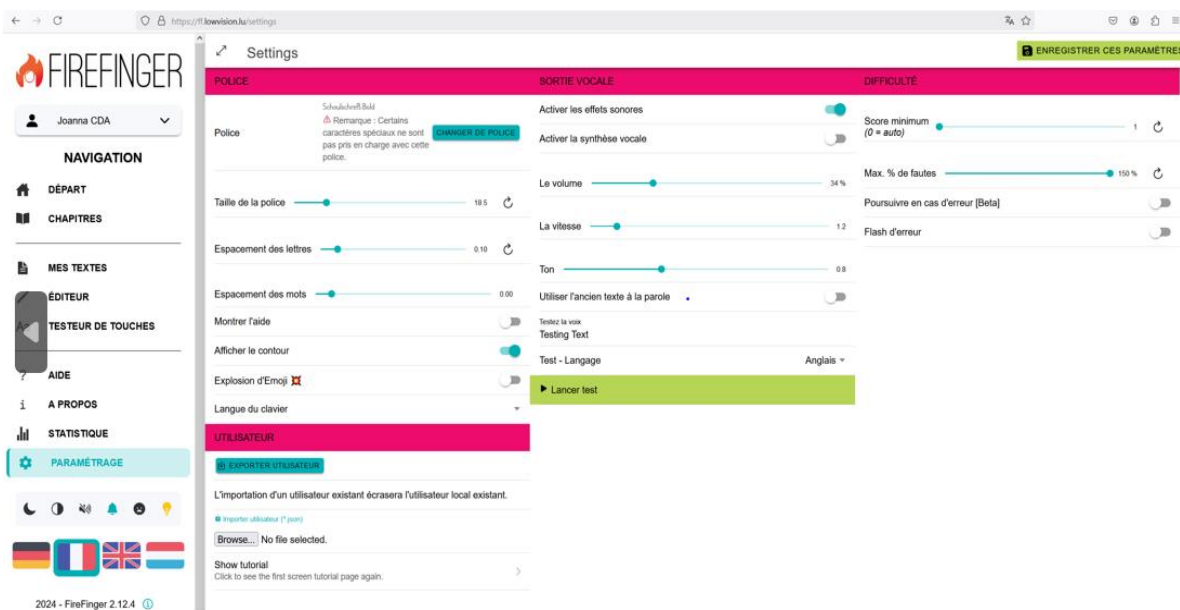 https://ff.lowvision.lu/settings
FIREFINGER
Settings
ENREGISTRER CES PARAMÈTRES
Joanna CDA
NAVIGATION
DÉPART
CHAPITRES
MES TEXTES
ÉDITEUR
TESTEUR DE TOUCHES
? AIDE
i A PROPOS
STATISTIQUE
PARAMÉTRAGE
2024 - FireFinger 2.12.4
POLICE
Police
Schoulschreft Bold
Remarque : Certains
caractères spéciaux ne sont
pas pris en charge avec cette
police.
CHANGER DE POLICE
Taille de la police 18.5
Espacement des lettres 0.10
Espacement des mots 0.00
Montrer l'aide
Afficher le contour
Explosion d'Emoji 💥
Langue du clavier
UTILISATEUR
EXPORTER UTILISATEUR
L'importation d'un utilisateur existant écrasera l'utilisateur local existant.
Importer utilisateur (*.json)
Browse... No file selected.
Show tutorial
Click to see the first screen tutorial page again.
SORTIE VOCALE
Activer les effets sonores
Activer la synthèse vocale
Le volume 34 %
La vitesse 1.2
Ton 0.8
Utiliser l'ancien texte à la parole
Testez la voix
Testing Text
Test - Langage Anglais
Lancer test
DIFFICULTÉ
Score minimum
(0 = auto) 1
Max. % de fautes 150 %
Poursuivre en cas d'erreur [Beta]
Flash d'erreur